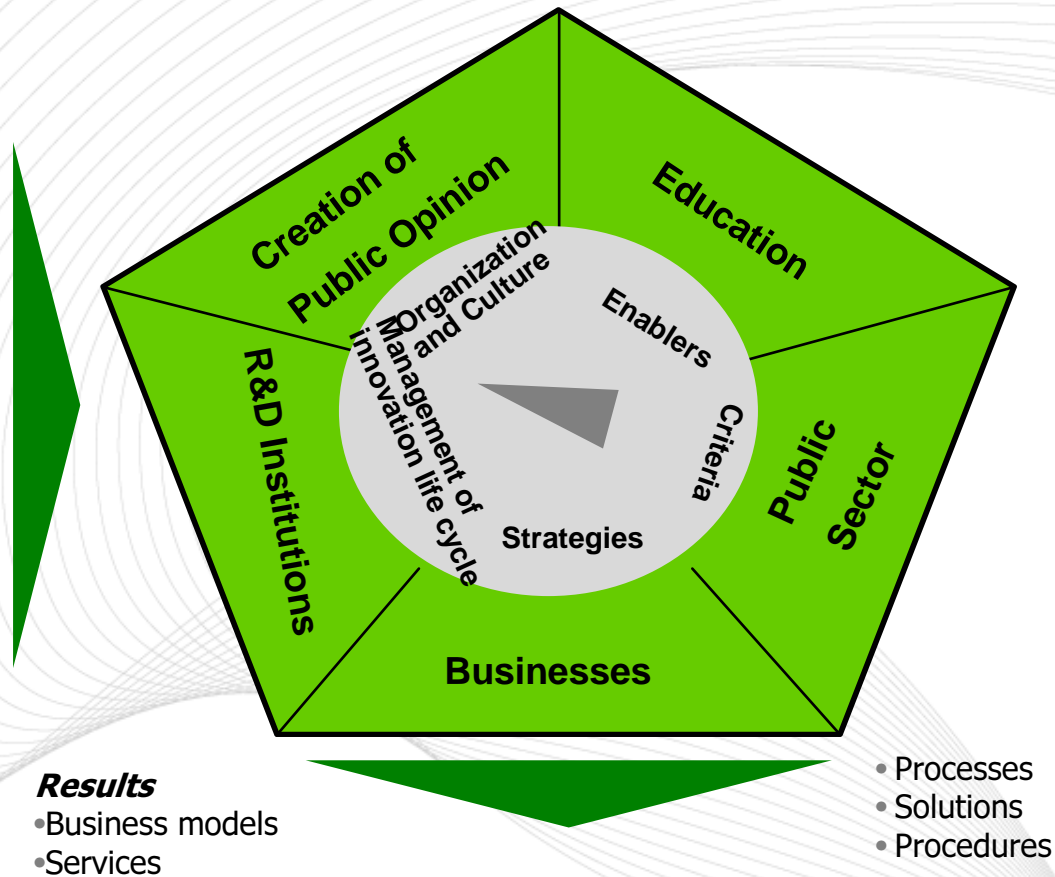 Creation of
Public Opinion
Education
Organization
and Culture
Enablers
Management of
innovation life cycle
Criteria
R&D Institutions
Public
Sector
Strategies
Businesses
Results
•Business models
•Services
• Processes
• Solutions
• Procedures